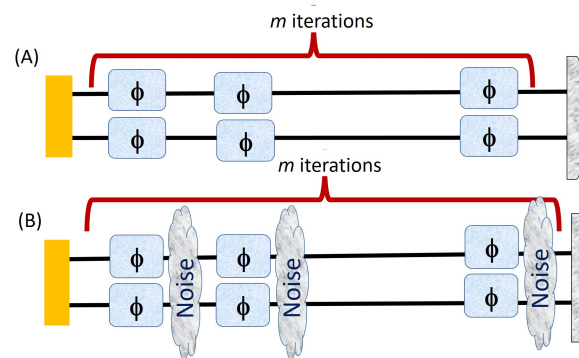 m iterations
(A)
ϕ ϕ ϕ
ϕ ϕ ϕ
m iterations
(B)
ϕ Noise ϕ Noise ϕ Noise
ϕ ϕ ϕ